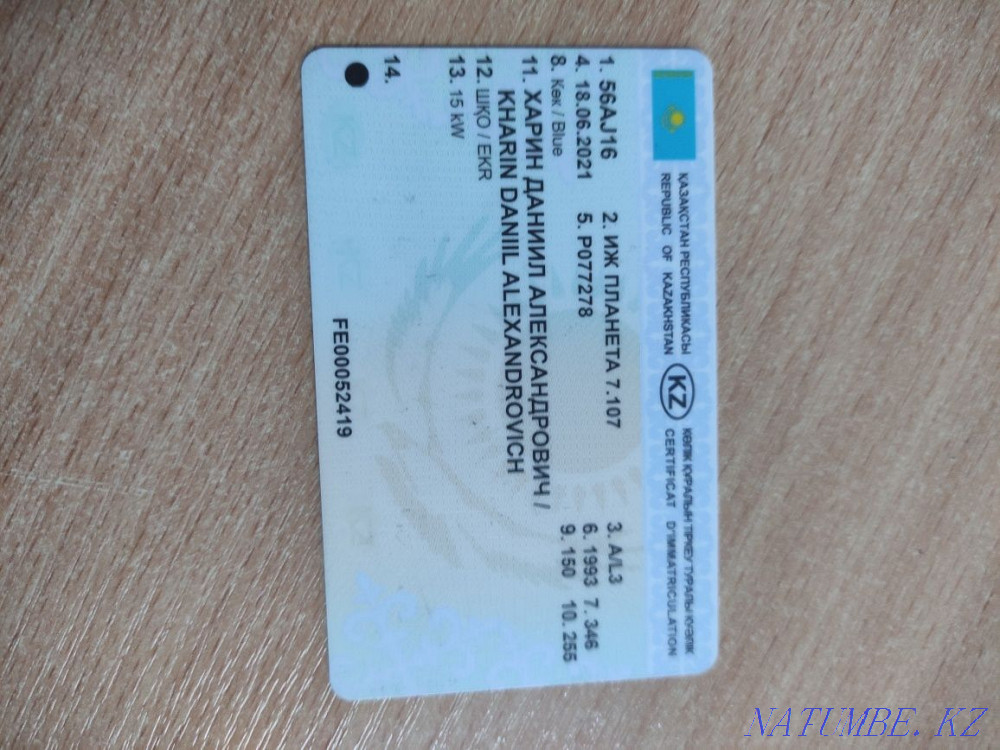 ҚАЗАҚСТАН РЕСПУБЛИКАСЫ KZ КӨЛІК ҚҰРАЛЫН ТІРКЕУ ТУРАЛЫ КУӘЛІК
REPUBLIC OF KAZAKHSTAN CERTIFICAT D'IMMATRICULATION
1. 56AJ16 2. ИЖ ПЛАНЕТА 7.107 3. A/L3
4. 18.06.2021 5. P077278 6. 1993 7. 346
8. Көк / Blue 9. 150 10. 255
11. ХАРИН ДАНИИЛ АЛЕКСАНДРОВИЧ /
KHARIN DANIIL ALEXANDROVICH
12. ШҚО / EKR
13. 15 kW
14.
FE00052419
NATUMBE. KZ